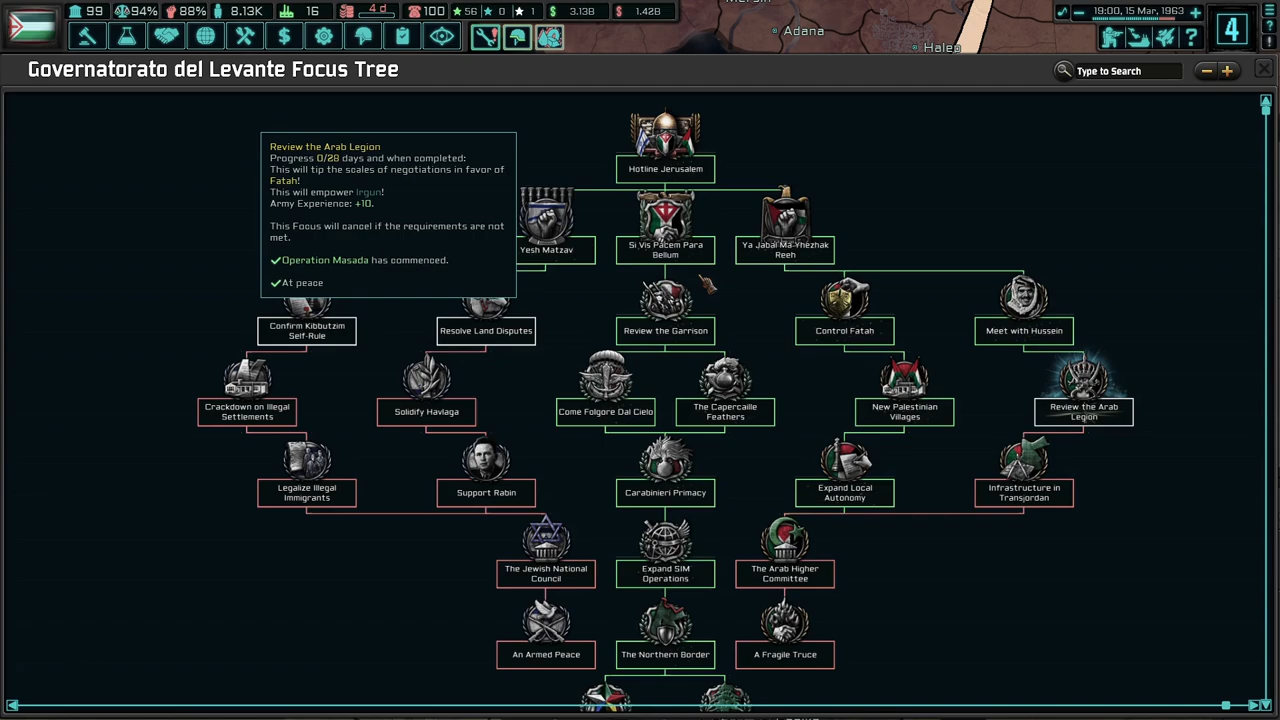 Mersin
99 94% 88% 8.13K 16 4 d 100 56 0 1 3.13B 1.42B
19:00, 15 Mar, 1963
4
Adana
Halep
Governatorato del Levante Focus Tree
Type to Search
Review the Arab Legion
Progress 0/28 days and when completed:
This will tip the scales of negotiations in favor of
Fatah!
This will empower Irgun!
Army Experience: +10.
This Focus will cancel if the requirements are not
met.
Operation Masada has commenced.
At peace
Hotline Jerusalem
Yesh Matzav
Si Vis Pacem Para
Bellum
Ya Jabal Ma Yhezhak
Reeh
Confirm Kibbutzim
Self-Rule
Resolve Land Disputes
Review the Garrison
Control Fatah
Meet with Hussein
Crackdown on Illegal
Settlements
Solidify Havlaga
Come Folgore Dal Cielo
The Capercaille
Feathers
New Palestinian
Villages
Review the Arab
Legion
Legalize Illegal
Immigrants
Support Rabin
Carabinieri Primacy
Expand Local
Autonomy
Infrastructure in
Transjordan
The Jewish National
Council
Expand SIM
Operations
The Arab Higher
Committee
An Armed Peace
The Northern Border
A Fragile Truce